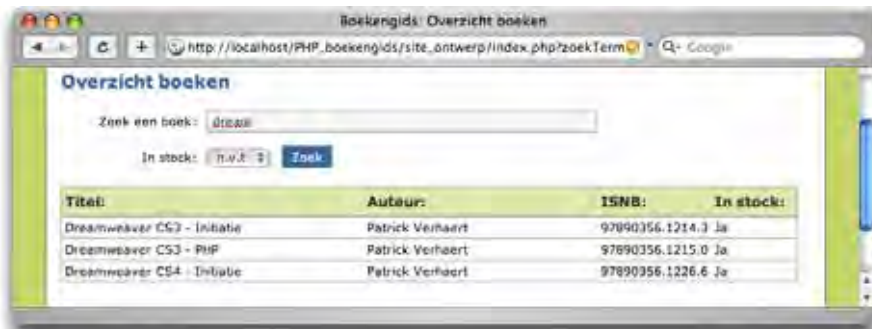 Boekengids: Overzicht boeken
http://localhost/PHP_boekengids/site_ontwerp/index.php?zoekTerm
Google
Overzicht boeken
Zoek een boek: dream
In stock: n.v.t Zoek
Titel: Auteur: ISNB: In stock:
Dreamweaver CS3 - Initiatie Patrick Verhaert 97890356.1214.3 Ja
Dreamweaver CS3 - PHP Patrick Verhaert 97890356.1215.0 Ja
Dreamweaver CS4 - Initiatie Patrick Verhaert 97890356.1226.6 Ja